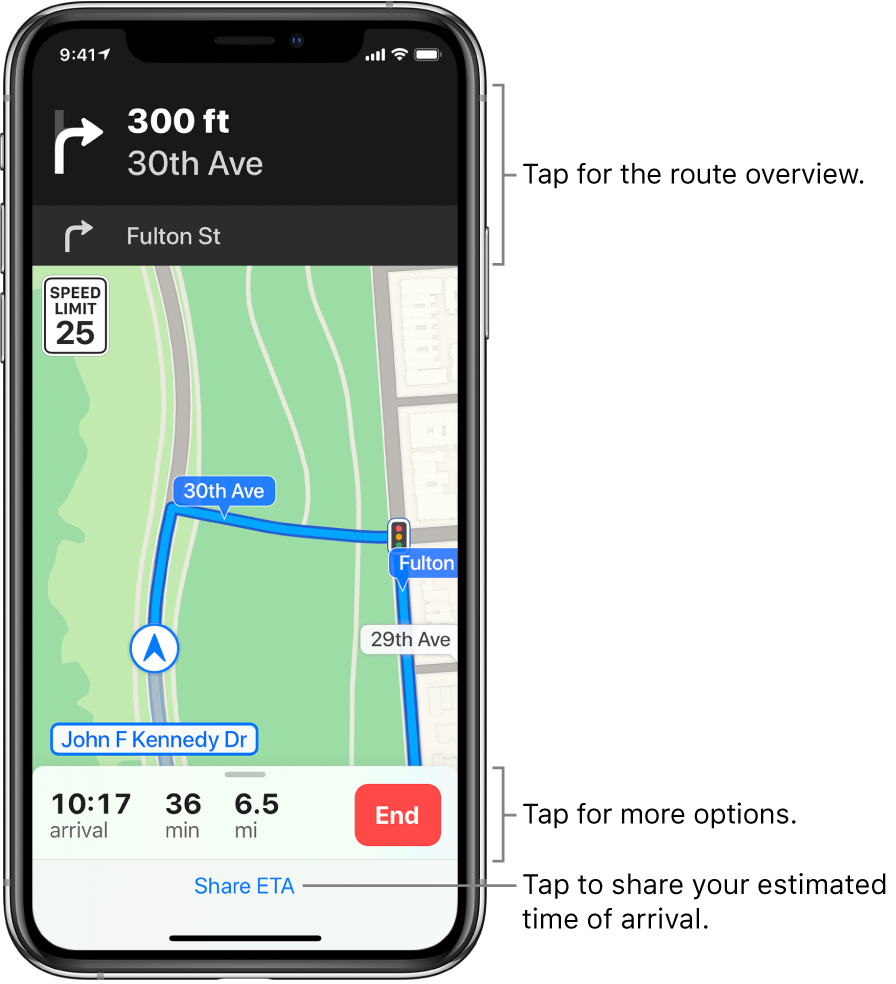 9:41
300 ft
30th Ave
Tap for the route overview.
Fulton St
SPEED
LIMIT
25
30th Ave
Fulton
29th Ave
John F Kennedy Dr
10:17 36 6.5
arrival min mi
End
Tap for more options.
Share ETA
Tap to share your estimated
time of arrival.